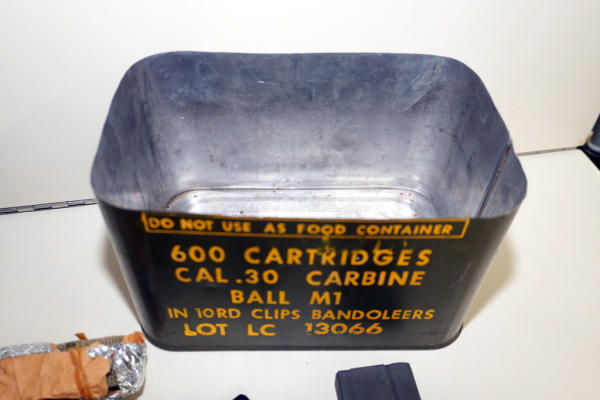 DO NOT USE AS FOOD CONTAINER
600 CARTRIDGES
CAL .30 CARBINE
BALL M1
IN 10RD CLIPS BANDOLEERS
LOT LC 13066